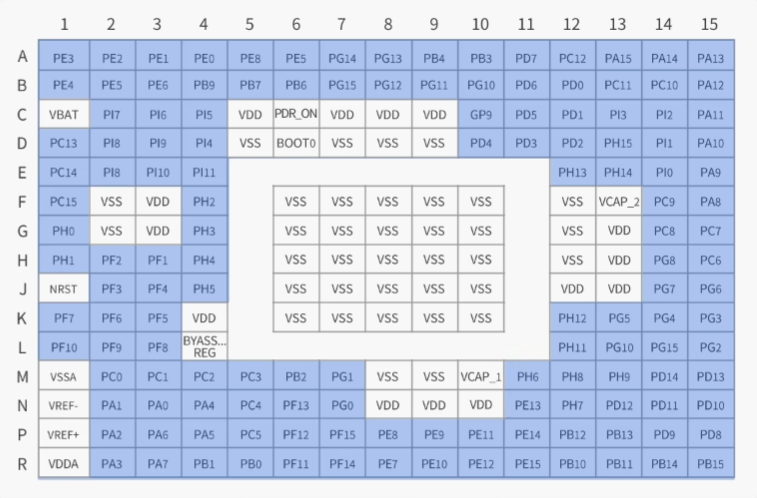 1 2 3 4 5 6 7 8 9 10 11 12 13 14 15
A PE3 PE2 PE1 PE0 PE8 PE5 PG14 PG13 PB4 PB3 PD7 PC12 PA15 PA14 PA13
B PE4 PE5 PE6 PB9 PB7 PB6 PG15 PG12 PG11 PG10 PD6 PD0 PC11 PC10 PA12
C VBAT PI7 PI6 PI5 VDD PDR_ON VDD VDD VDD GP9 PD5 PD1 PI3 PI2 PA11
D PC13 PI8 PI9 PI4 VSS BOOT0 VSS VSS VSS PD4 PD3 PD2 PH15 PI1 PA10
E PC14 PI8 PI10 PI11 PH13 PH14 PI0 PA9
F PC15 VSS VDD PH2 VSS VSS VSS VSS VSS VSS VCAP_2 PC9 PA8
G PH0 VSS VDD PH3 VSS VSS VSS VSS VSS VSS VDD PC8 PC7
H PH1 PF2 PF1 PH4 VSS VSS VSS VSS VSS VSS VDD PG8 PC6
J NRST PF3 PF4 PH5 VSS VSS VSS VSS VSS VDD VDD PG7 PG6
K PF7 PF6 PF5 VDD VSS VSS VSS VSS VSS PH12 PG5 PG4 PG3
L PF10 PF9 PF8 BYASS... REG PH11 PG10 PG15 PG2
M VSSA PC0 PC1 PC2 PC3 PB2 PG1 VSS VSS VCAP_1 PH6 PH8 PH9 PD14 PD13
N VREF- PA1 PA0 PA4 PC4 PF13 PG0 VDD VDD VDD PE13 PH7 PD12 PD11 PD10
P VREF+ PA2 PA6 PA5 PC5 PF12 PF15 PE8 PE9 PE11 PE14 PB12 PB13 PD9 PD8
R VDDA PA3 PA7 PB1 PB0 PF11 PF14 PE7 PE10 PE12 PE15 PB10 PB11 PB14 PB15